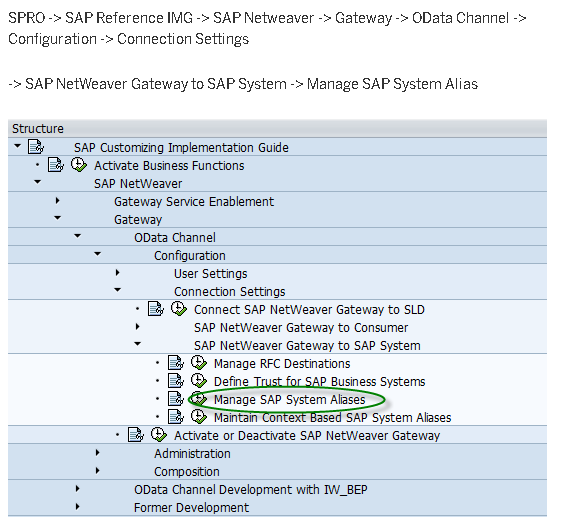 SPRO -> SAP Reference IMG -> SAP Netweaver -> Gateway -> OData Channel ->
Configuration -> Connection Settings
-> SAP NetWeaver Gateway to SAP System -> Manage SAP System Alias
Structure
SAP Customizing Implementation Guide
Activate Business Functions
SAP NetWeaver
Gateway Service Enablement
Gateway
OData Channel
Configuration
User Settings
Connection Settings
Connect SAP NetWeaver Gateway to SLD
SAP NetWeaver Gateway to Consumer
SAP NetWeaver Gateway to SAP System
Manage RFC Destinations
Define Trust for SAP Business Systems
Manage SAP System Aliases
Maintain Context Based SAP System Aliases
Activate or Deactivate SAP NetWeaver Gateway
Administration
Composition
OData Channel Development with IW_BEP
Former Development